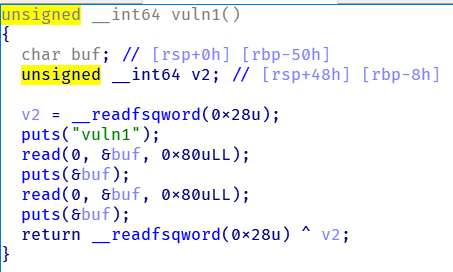 unsigned __int64 vuln1()
{
char buf; // [rsp+0h] [rbp-50h]
unsigned __int64 v2; // [rsp+48h] [rbp-8h]
v2 = __readfsqword(0x28u);
puts("vuln1");
read(0, &buf, 0x80uLL);
puts(&buf);
read(0, &buf, 0x80uLL);
puts(&buf);
return __readfsqword(0x28u) ^ v2;
}